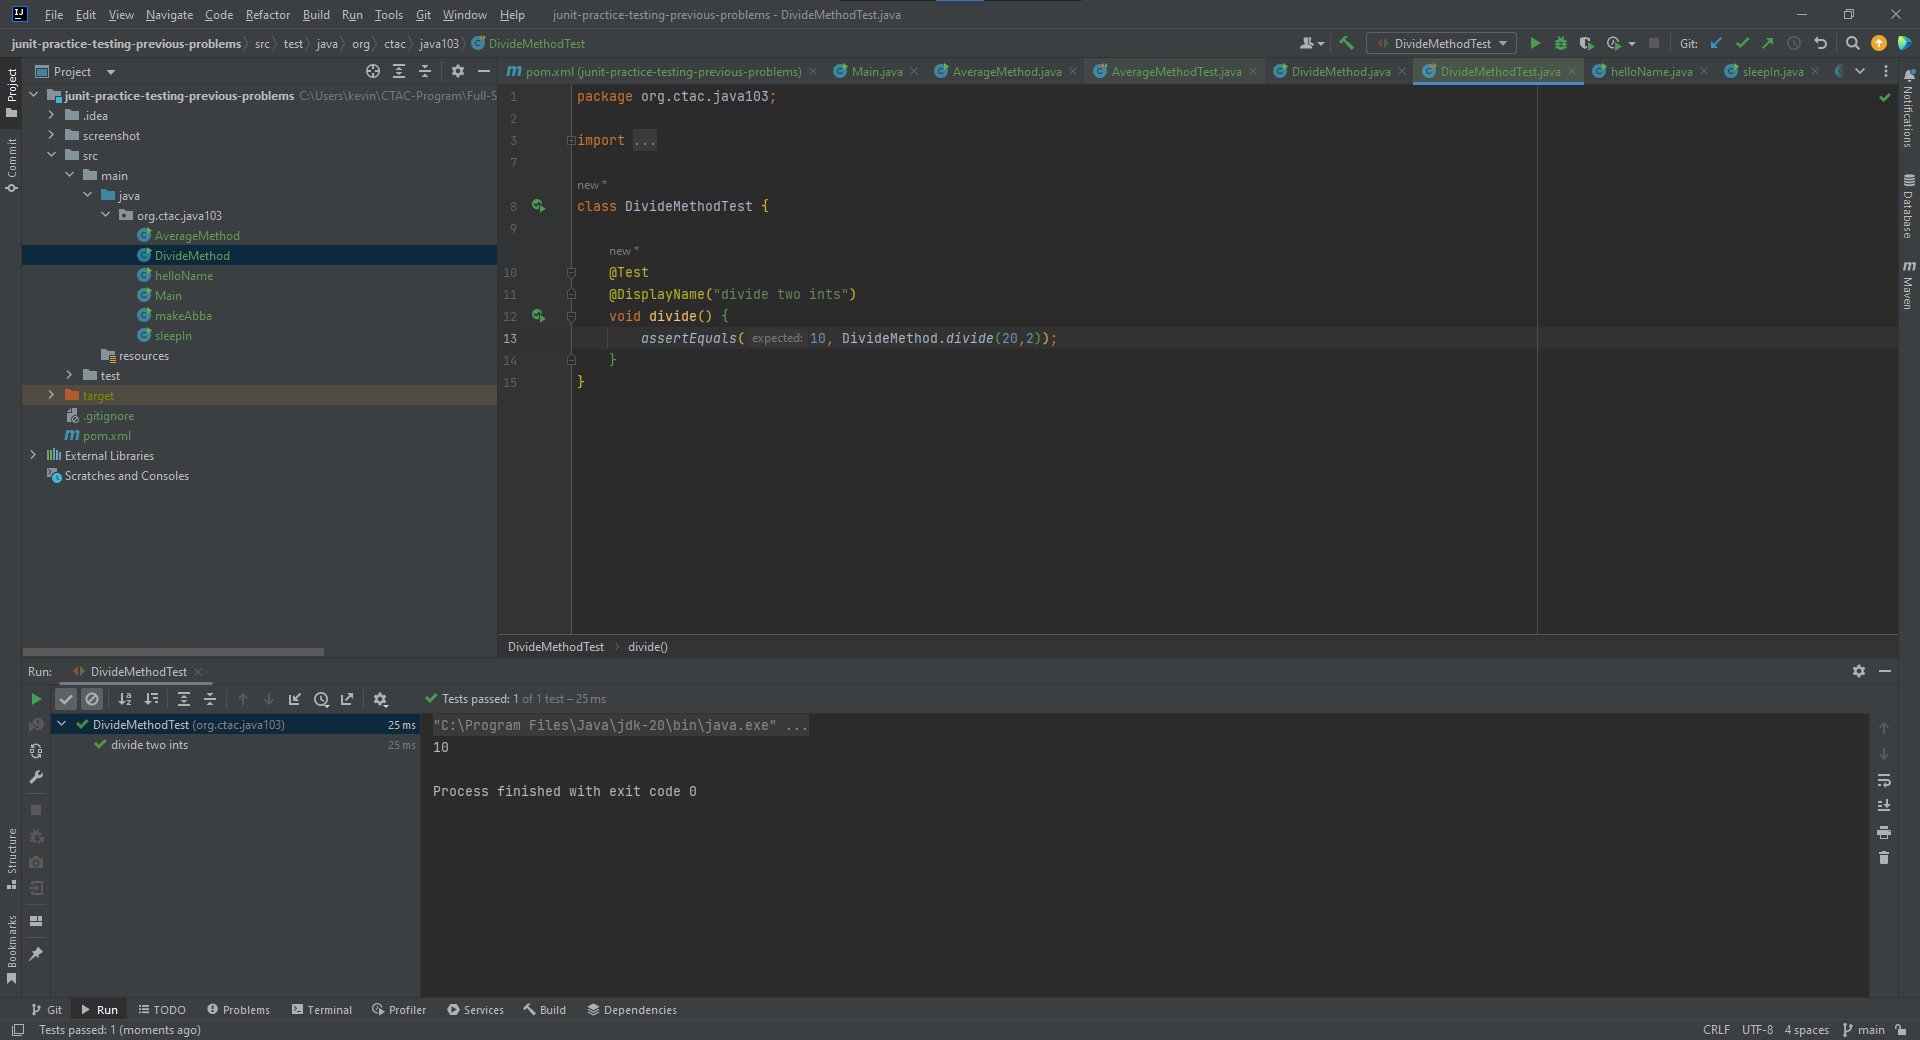 File Edit View Navigate Code Refactor Build Run Tools Git Window Help junit-practice-testing-previous-problems - DivideMethodTest.java
junit-practice-testing-previous-problems src test java org ctac java103 DivideMethodTest
DivideMethodTest Git:
Project
pom.xml (junit-practice-testing-previous-problems) Main.java AverageMethod.java AverageMethodTest.java DivideMethod.java DivideMethodTest.java helloName.java sleepIn.java
Project
Commit
Structure
Bookmarks
junit-practice-testing-previous-problems C:\Users\kevin\CTAC-Program\Full-S
.idea
screenshot
src
main
java
org.ctac.java103
AverageMethod
DivideMethod
helloName
Main
makeAbba
sleepIn
resources
test
target
.gitignore
pom.xml
External Libraries
Scratches and Consoles
1 package org.ctac.java103;
2
3 import ...
7
new *
8 class DivideMethodTest {
9
new *
10 @Test
11 @DisplayName("divide two ints")
12 void divide() {
13 assertEquals( expected: 10, DivideMethod.divide(20,2));
14 }
15 }
DivideMethodTest divide()
Notifications
Database
Maven
Run: DivideMethodTest
Tests passed: 1 of 1 test – 25 ms
DivideMethodTest (org.ctac.java103) 25 ms
divide two ints 25 ms
"C:\Program Files\Java\jdk-20\bin\java.exe" ...
10
Process finished with exit code 0
Git Run TODO Problems Terminal Profiler Services Build Dependencies
Tests passed: 1 (moments ago) CRLF UTF-8 4 spaces main